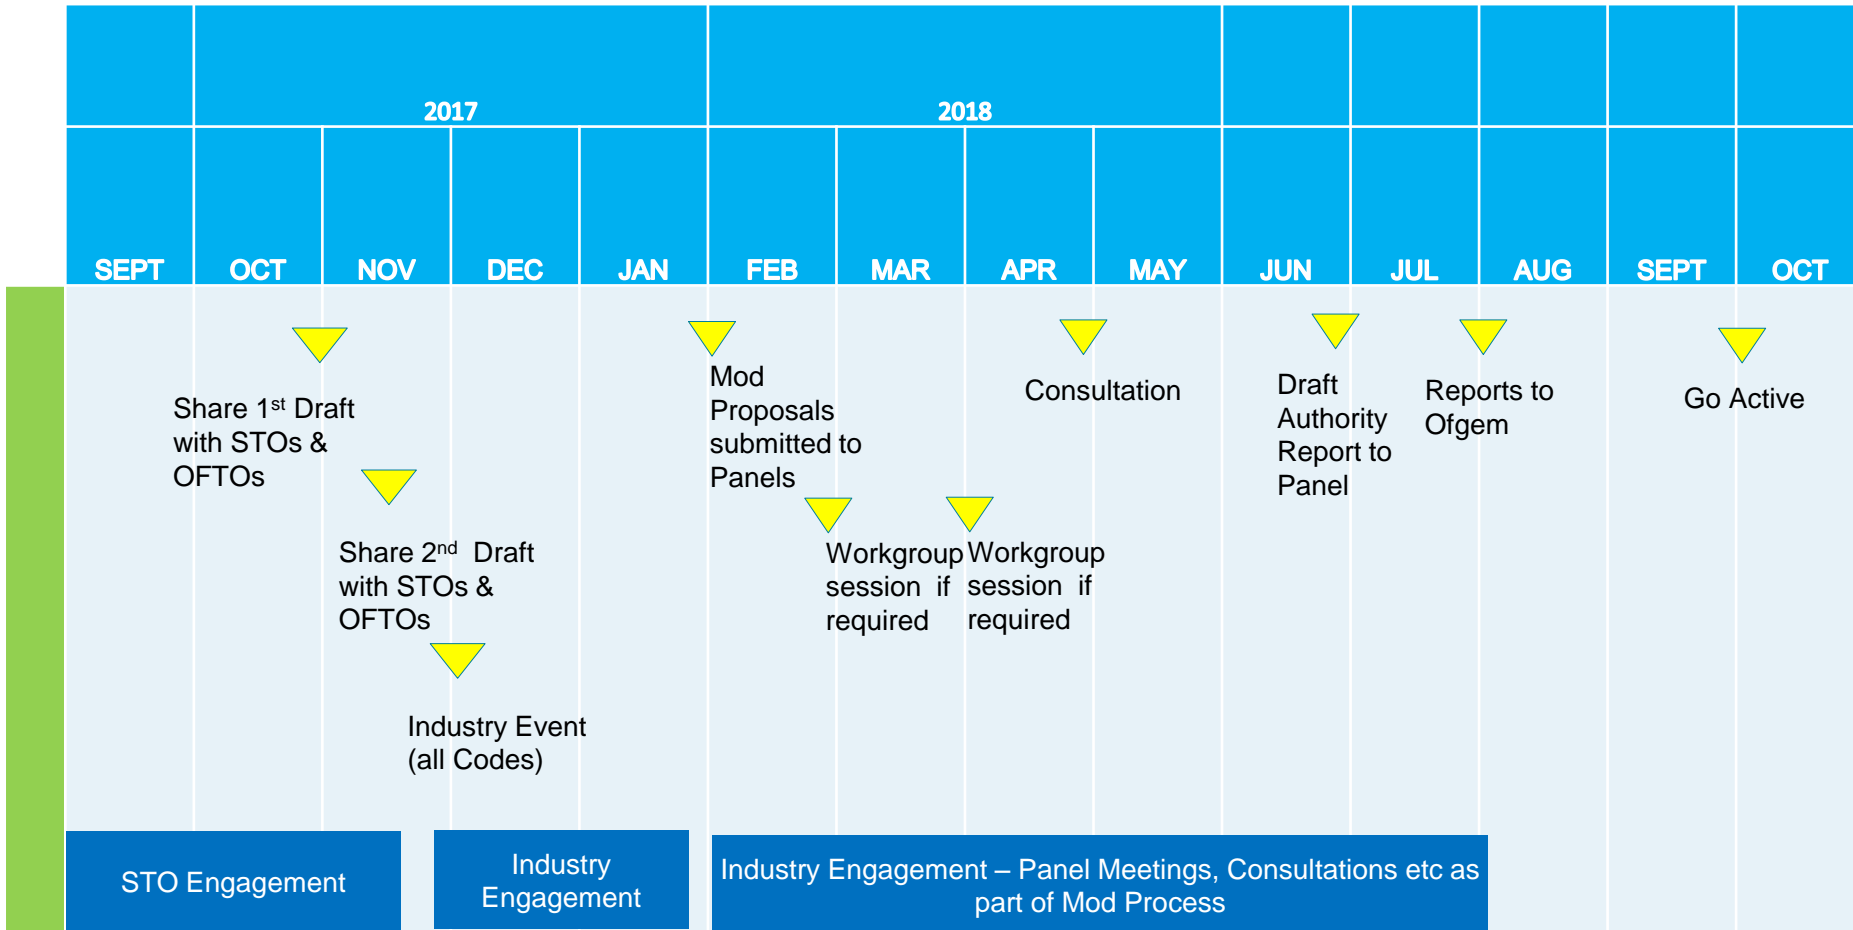 2017
2018
SEPT
OCT
NOV
DEC
JAN
FEB
MAR
APR
MAY
JUN
JUL
AUG
SEPT
OCT
Share 1st Draft
with STOs &
OFTOs
Share 2nd Draft
with STOs &
OFTOs
Industry Event
(all Codes)
Mod
Proposals
submitted to
Panels
Workgroup
session if
required
Workgroup
session if
required
Consultation
Draft
Authority
Report to
Panel
Reports to
Ofgem
Go Active
STO Engagement
Industry
Engagement
Industry Engagement – Panel Meetings, Consultations etc as
part of Mod Process